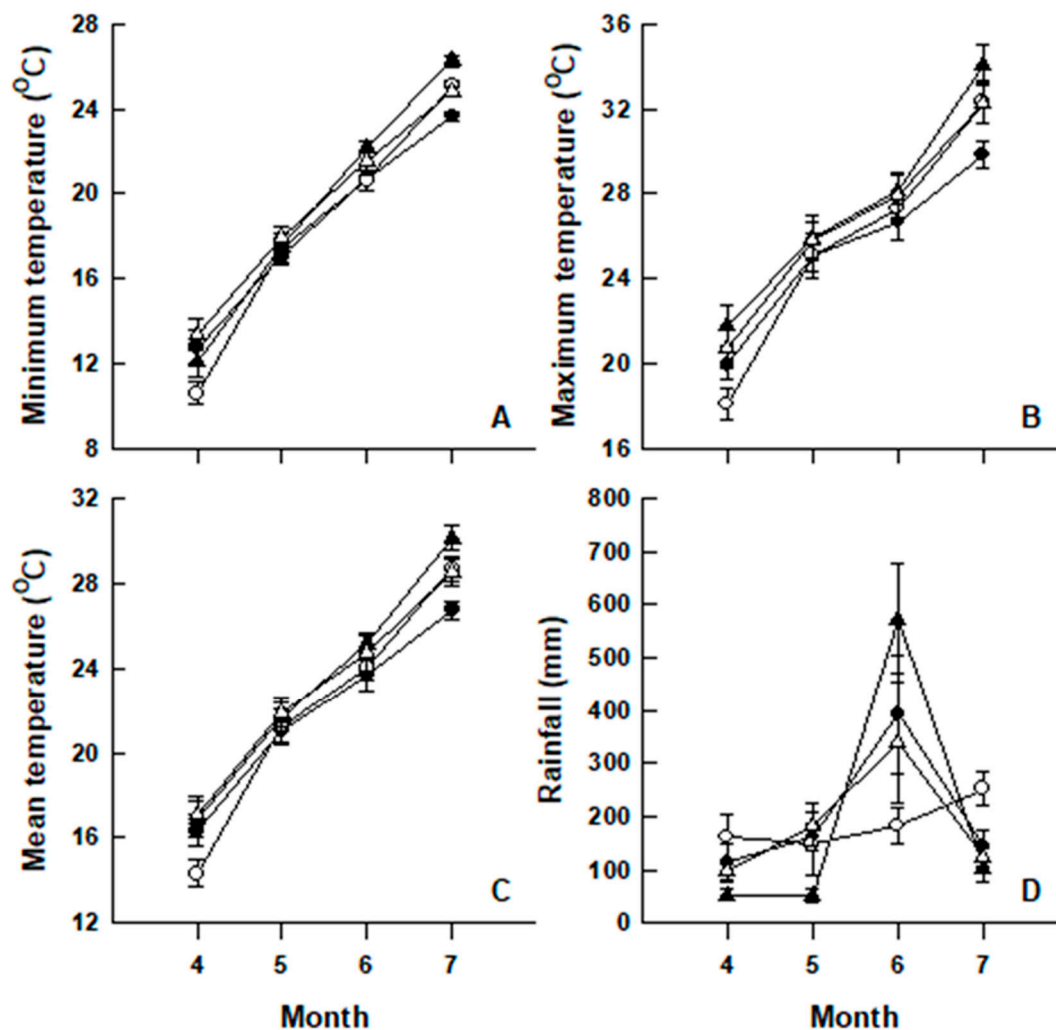 Minimum temperature (°C)
28
24
20
16
12
8
A
Maximum temperature (°C)
36
32
28
24
20
16
B
Mean temperature (°C)
32
28
24
20
16
12
C
4 5 6 7
Month
Rainfall (mm)
800
700
600
500
400
300
200
100
0
D
4 5 6 7
Month